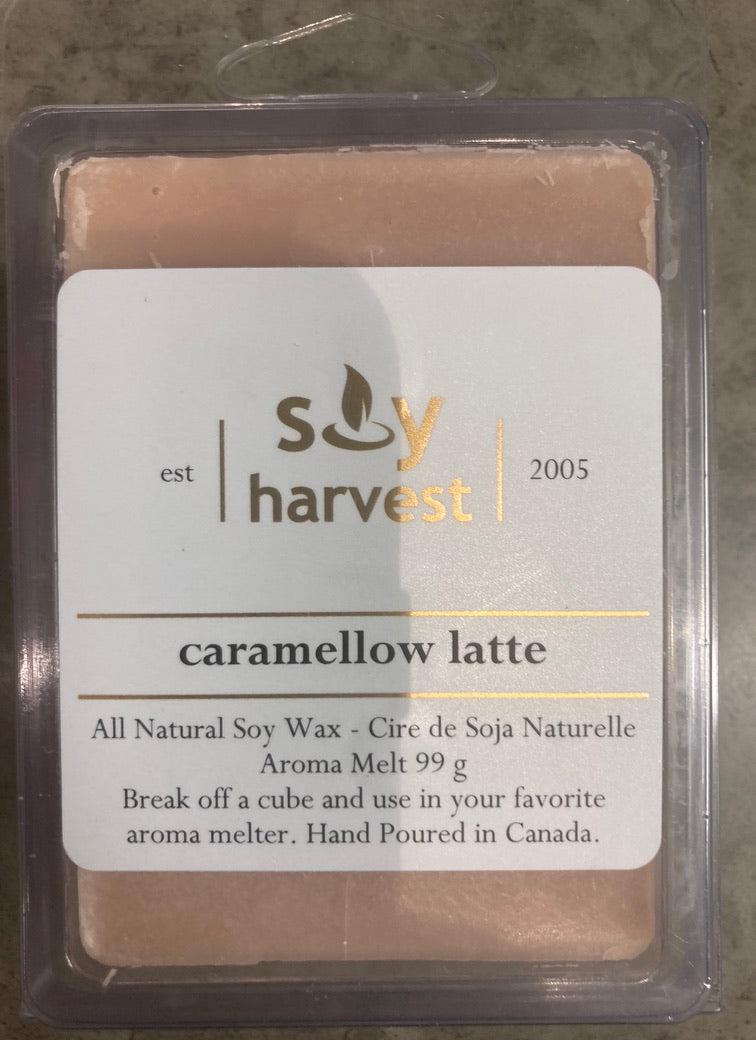 est
soy
harvest
2005
caramellow latte
All Natural Soy Wax - Cire de Soja Naturelle
Aroma Melt 99 g
Break off a cube and use in your favorite
aroma melter. Hand Poured in Canada.